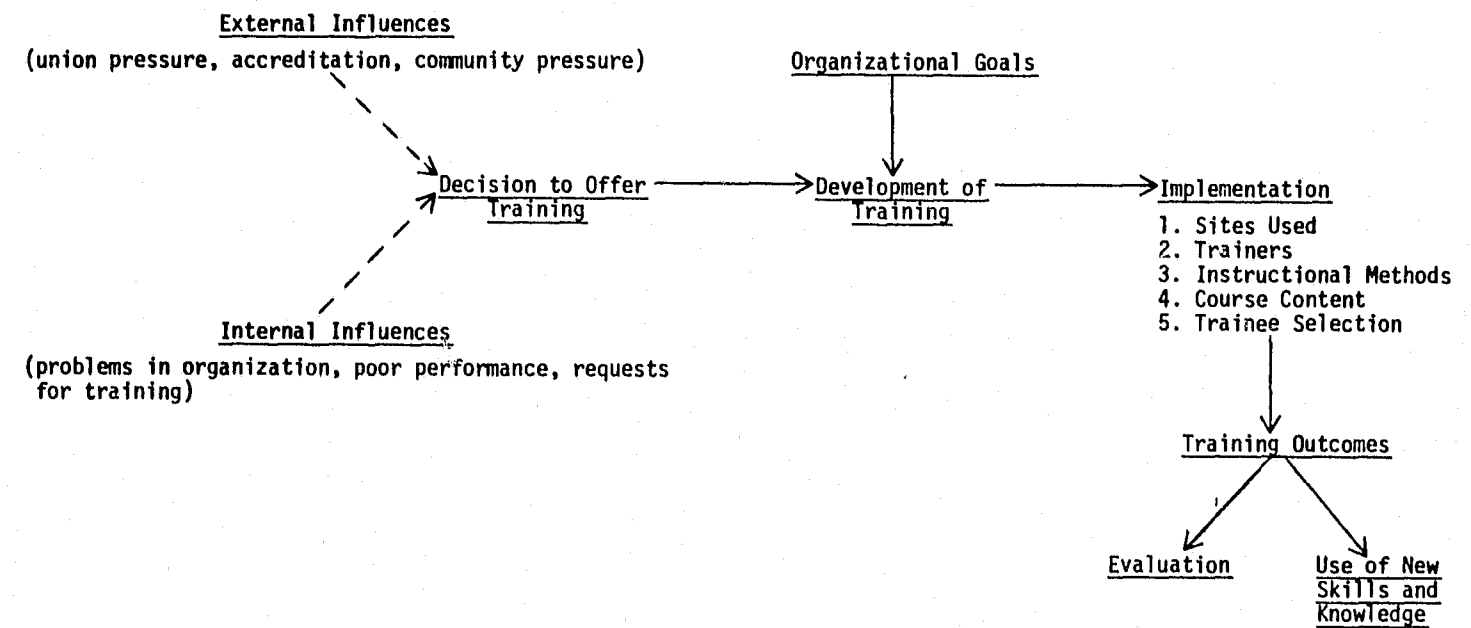 External Influences
(union pressure, accreditation, community pressure)
Organizational Goals
Decision to Offer
Training
Development of
Training
Implementation
1. Sites Used
2. Trainers
3. Instructional Methods
4. Course Content
5. Trainee Selection
Internal Influences
(problems in organization, poor performance, requests
for training)
Training Outcomes
Evaluation
Use of New
Skills and
Knowledge